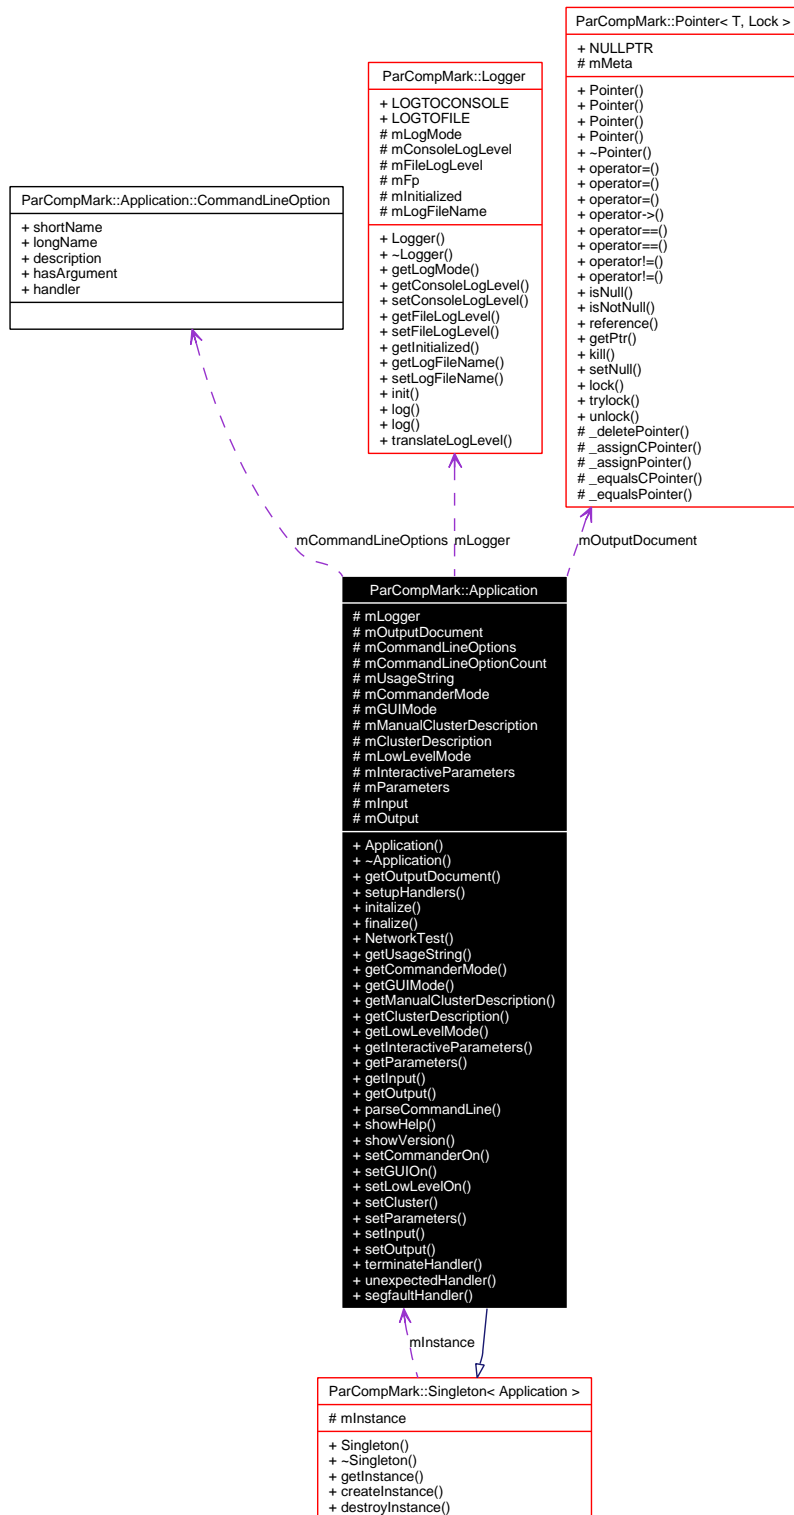 ParCompMark::Pointer< T, Lock >
+ NULLPTR
# mMeta
+ Pointer()
+ Pointer()
+ Pointer()
+ Pointer()
+ ~Pointer()
+ operator=()
+ operator=()
+ operator=()
+ operator->()
+ operator==()
+ operator==()
+ operator!=()
+ operator!=()
+ isNull()
+ isNotNull()
+ reference()
+ getPtr()
+ kill()
+ setNull()
+ lock()
+ trylock()
+ unlock()
# _deletePointer()
# _assignCPointer()
# _assignPointer()
# _equalsCPointer()
# _equalsPointer()
ParCompMark::Logger
+ LOGTOCONSOLE
+ LOGTOFILE
# mLogMode
# mConsoleLogLevel
# mFileLogLevel
# mFp
# mInitialized
# mLogFileName
+ Logger()
+ ~Logger()
+ getLogMode()
+ getConsoleLogLevel()
+ setConsoleLogLevel()
+ getFileLogLevel()
+ setFileLogLevel()
+ getInitialized()
+ getLogFileName()
+ setLogFileName()
+ init()
+ log()
+ log()
+ translateLogLevel()
ParCompMark::Application::CommandLineOption
+ shortName
+ longName
+ description
+ hasArgument
+ handler
mCommandLineOptions
mLogger
mOutputDocument
ParCompMark::Application
# mLogger
# mOutputDocument
# mCommandLineOptions
# mCommandLineOptionCount
# mUsageString
# mCommanderMode
# mGUIMode
# mManualClusterDescription
# mClusterDescription
# mLowLevelMode
# mInteractiveParameters
# mParameters
# mInput
# mOutput
+ Application()
+ ~Application()
+ getOutputDocument()
+ setupHandlers()
+ initalize()
+ finalize()
+ NetworkTest()
+ getUsageString()
+ getCommanderMode()
+ getGUIMode()
+ getManualClusterDescription()
+ getClusterDescription()
+ getLowLevelMode()
+ getInteractiveParameters()
+ getParameters()
+ getInput()
+ getOutput()
+ parseCommandLine()
+ showHelp()
+ showVersion()
+ setCommanderOn()
+ setGUIOn()
+ setLowLevelOn()
+ setCluster()
+ setParameters()
+ setInput()
+ setOutput()
+ terminateHandler()
+ unexpectedHandler()
+ segfaultHandler()
mInstance
ParCompMark::Singleton< Application >
# mInstance
+ Singleton()
+ ~Singleton()
+ getInstance()
+ createInstance()
+ destroyInstance()